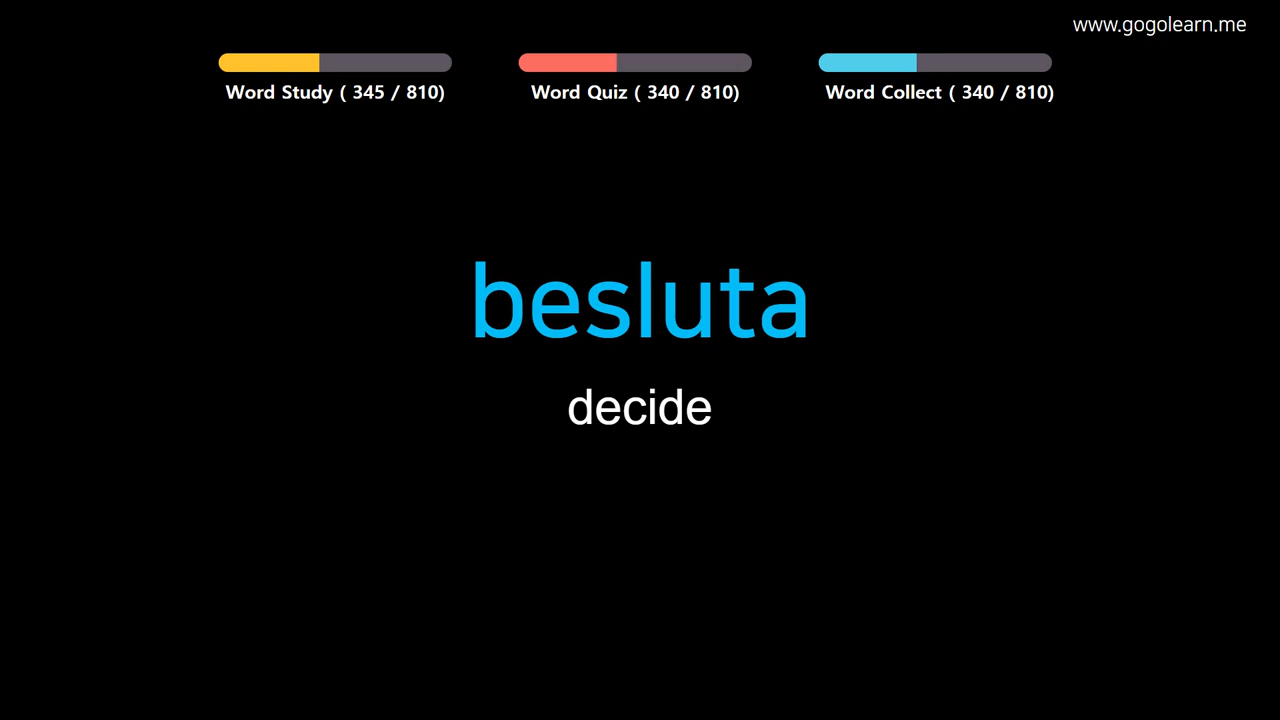 www.gogolearn.me
Word Study ( 345 / 810)
Word Quiz ( 340 / 810)
Word Collect ( 340 / 810)
besluta
decide